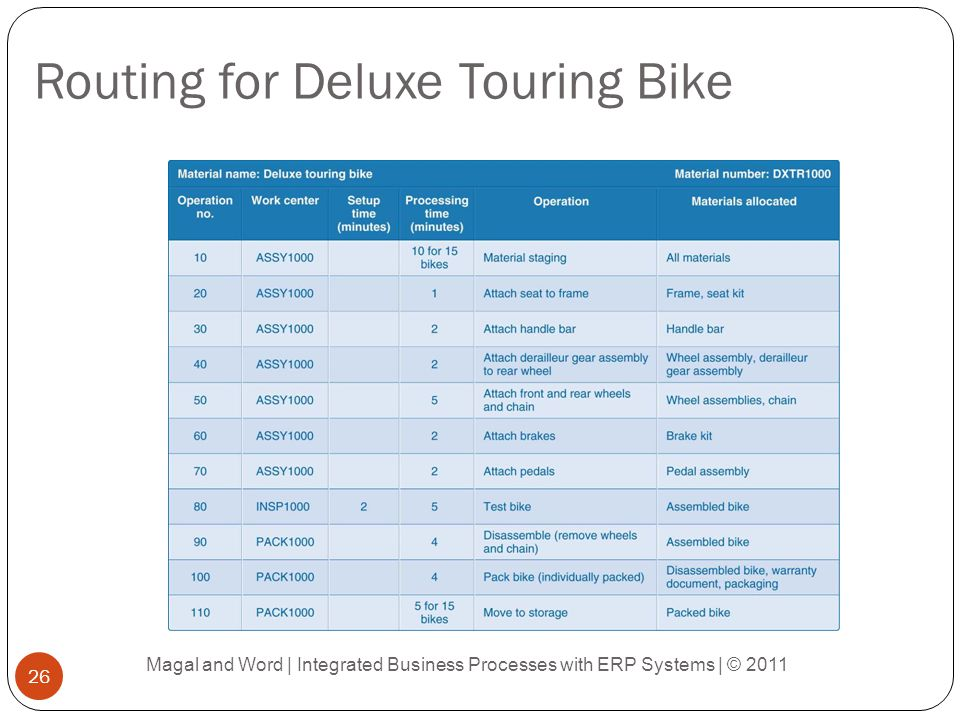 Routing for Deluxe Touring Bike
Material name: Deluxe touring bike Material number: DXTR1000
Operation no. Work center Setup time (minutes) Processing time (minutes) Operation Materials allocated
10 ASSY1000 10 for 15 bikes Material staging All materials
20 ASSY1000 1 Attach seat to frame Frame, seat kit
30 ASSY1000 2 Attach handle bar Handle bar
40 ASSY1000 2 Attach derailleur gear assembly to rear wheel Wheel assembly, derailleur gear assembly
50 ASSY1000 5 Attach front and rear wheels and chain Wheel assemblies, chain
60 ASSY1000 2 Attach brakes Brake kit
70 ASSY1000 2 Attach pedals Pedal assembly
80 INSP1000 2 5 Test bike Assembled bike
90 PACK1000 4 Disassemble (remove wheels and chain) Assembled bike
100 PACK1000 4 Pack bike (individually packed) Disassembled bike, warranty document, packaging
110 PACK1000 5 for 15 bikes Move to storage Packed bike
Magal and Word | Integrated Business Processes with ERP Systems | © 2011
26